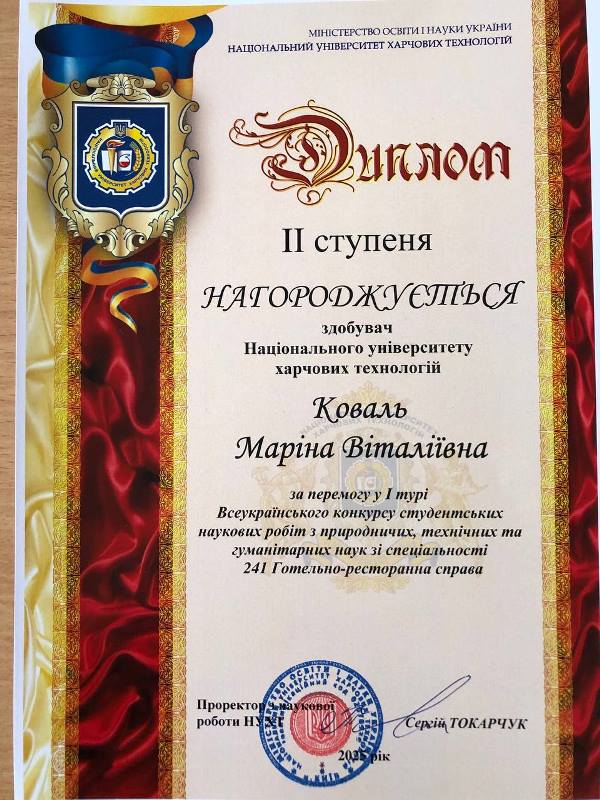 МІНІСТЕРСТВО ОСВІТИ І НАУКИ УКРАЇНИ
НАЦІОНАЛЬНИЙ УНІВЕРСИТЕТ ХАРЧОВИХ ТЕХНОЛОГІЙ
Диплом
ІІ ступеня
НАГОРОДЖУЄТЬСЯ
здобувач
Національного університету
харчових технологій
Коваль
Маріна Віталіївна
за перемогу у І турі
Всеукраїнського конкурсу студентських
наукових робіт з природничих, технічних та
гуманітарних наук зі спеціальності
241 Готельно-ресторанна справа
Проректор з наукової
роботи НУХТ
Сергій ТОКАРЧУК
рік